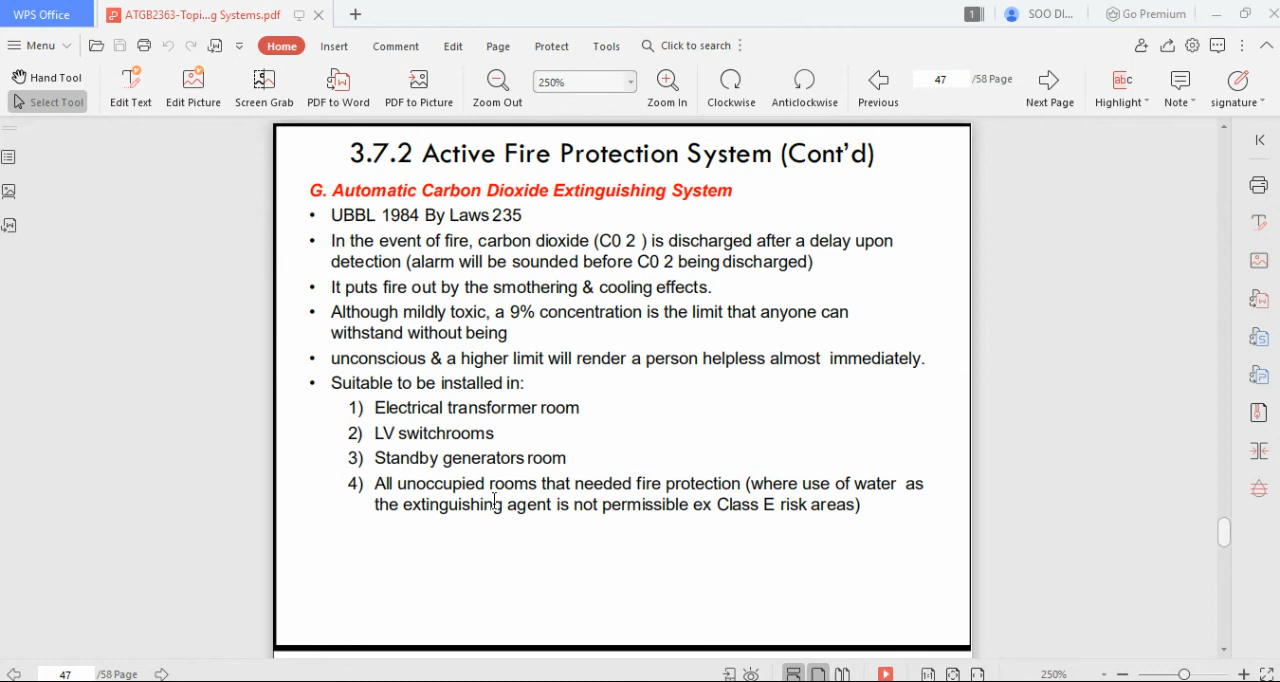 WPS Office
ATGB2363-Topi...g Systems.pdf
1
SOO DI...
Go Premium
Menu
Home
Insert
Comment
Edit
Page
Protect
Tools
Click to search
Hand Tool
Select Tool
Edit Text
Edit Picture
Screen Grab
PDF to Word
PDF to Picture
Zoom Out
250%
Zoom In
Clockwise
Anticlockwise
Previous
47 /58 Page
Next Page
Highlight
Note
signature
3.7.2 Active Fire Protection System (Cont’d)
G. Automatic Carbon Dioxide Extinguishing System
• UBBL 1984 By Laws 235
• In the event of fire, carbon dioxide (C0 2 ) is discharged after a delay upon
detection (alarm will be sounded before C0 2 being discharged)
• It puts fire out by the smothering & cooling effects.
• Although mildly toxic, a 9% concentration is the limit that anyone can
withstand without being
• unconscious & a higher limit will render a person helpless almost immediately.
• Suitable to be installed in:
1) Electrical transformer room
2) LV switchrooms
3) Standby generators room
4) All unoccupied rooms that needed fire protection (where use of water as
the extinguishing agent is not permissible ex Class E risk areas)
47 /58 Page
250%